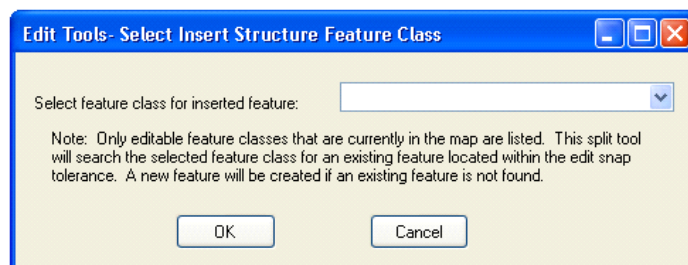 Edit Tools- Select Insert Structure Feature Class
Select feature class for inserted feature:
Note:  Only editable feature classes that are currently in the map are listed.  This split tool
will search the selected feature class for an existing feature located within the edit snap
tolerance.  A new feature will be created if an existing feature is not found.
OK
Cancel